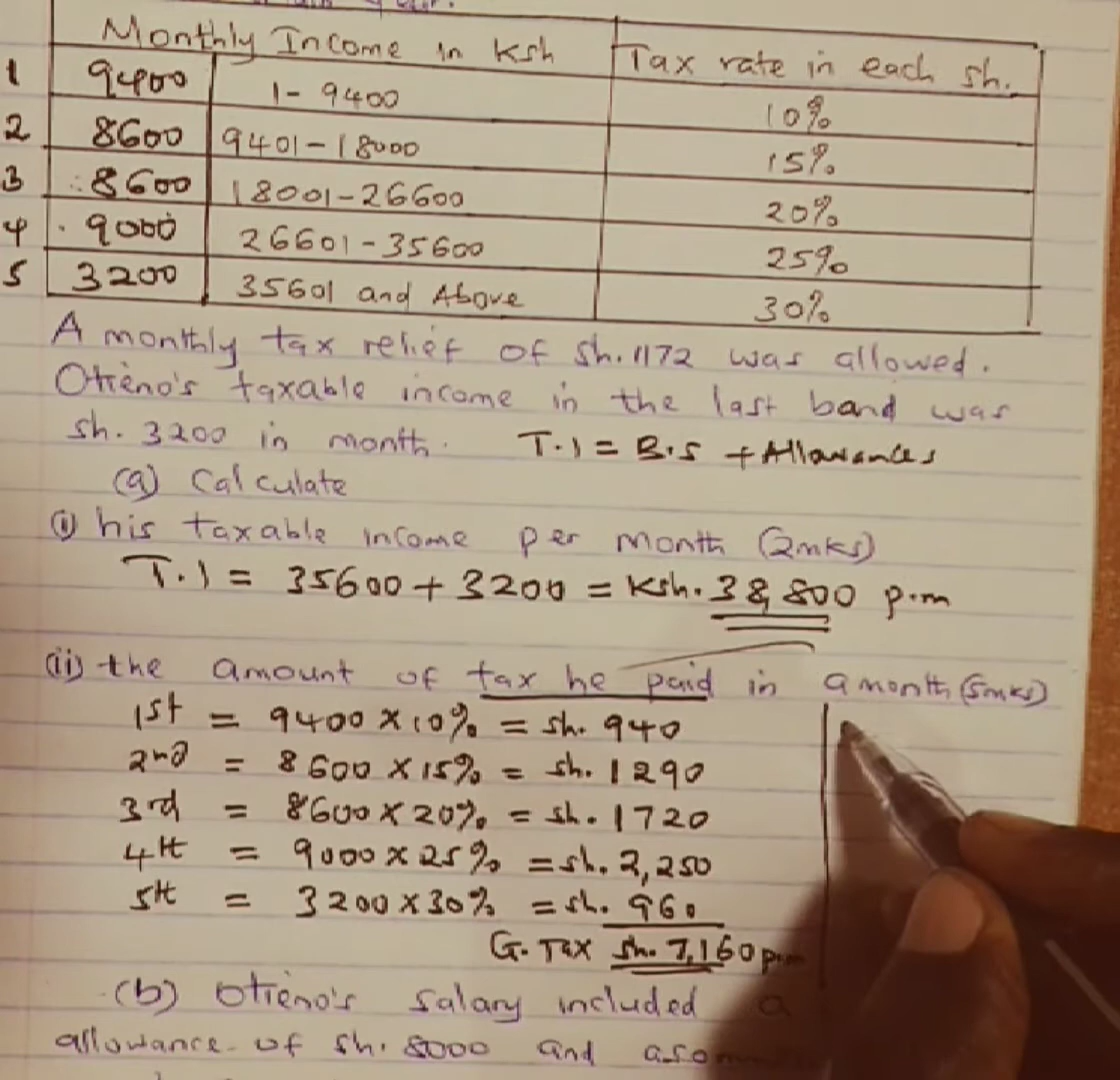 Monthly Income in Ksh Tax rate in each sh.
1 9400 1-9400 10%
2 8600 9401-18000 15%
3 8600 18001-26600 20%
4 9000 26601-35600 25%
5 3200 35601 and Above 30%
A monthly tax relief of sh.1172 was allowed.
Otieno's taxable income in the last band was
sh. 3200 in month. T.I = B.S + Allowances
(a) Calculate
(i) his taxable income per month (2mks)
T.I = 35600 + 3200 = Ksh. 38,800 p.m
(ii) the amount of tax he paid in a month (5mks)
1st = 9400 x 10% = sh. 940
2nd = 8600 x 15% = sh. 1290
3rd = 8600 x 20% = sh. 1720
4th = 9000 x 25% = sh. 2,250
5th = 3200 x 30% = sh. 960
G. Tax sh. 7,160 p.m
(b) Otieno's salary included a
allowance of sh. 8000 and a